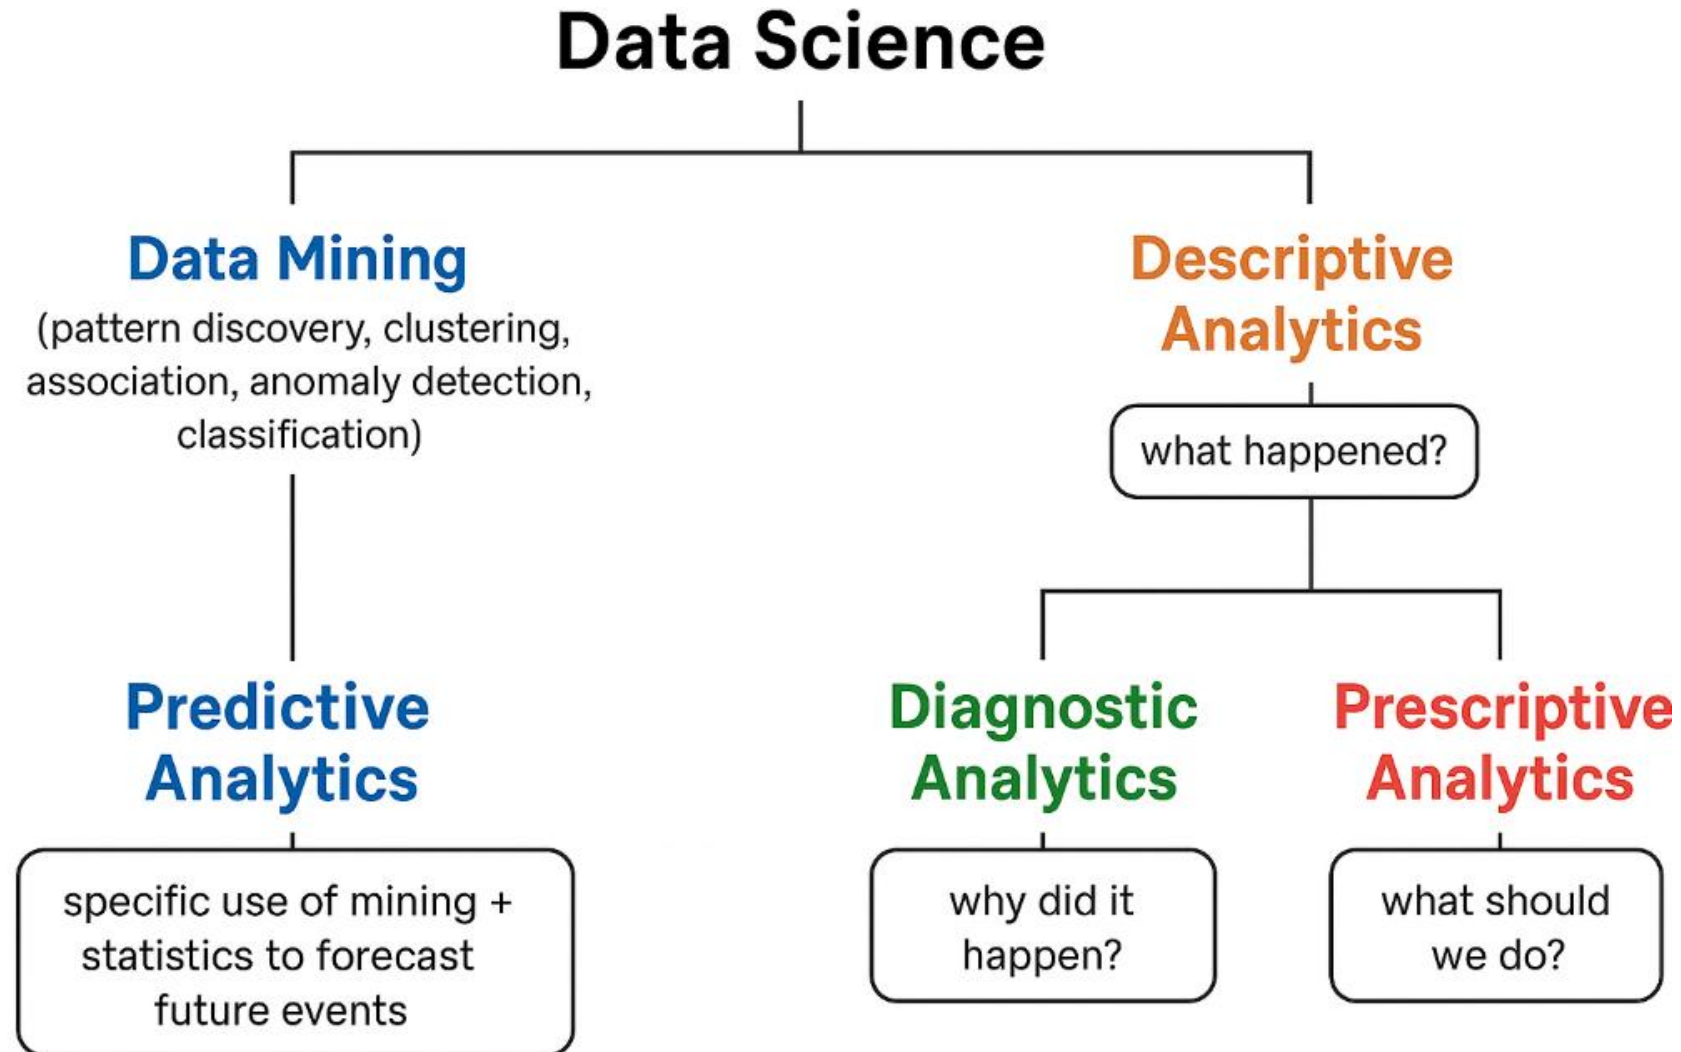 Data Science
Data Mining
(pattern discovery, clustering,
association, anomaly detection,
classification)
Descriptive
Analytics
what happened?
Predictive
Analytics
specific use of mining +
statistics to forecast
future events
Diagnostic
Analytics
why did it
happen?
Prescriptive
Analytics
what should
we do?